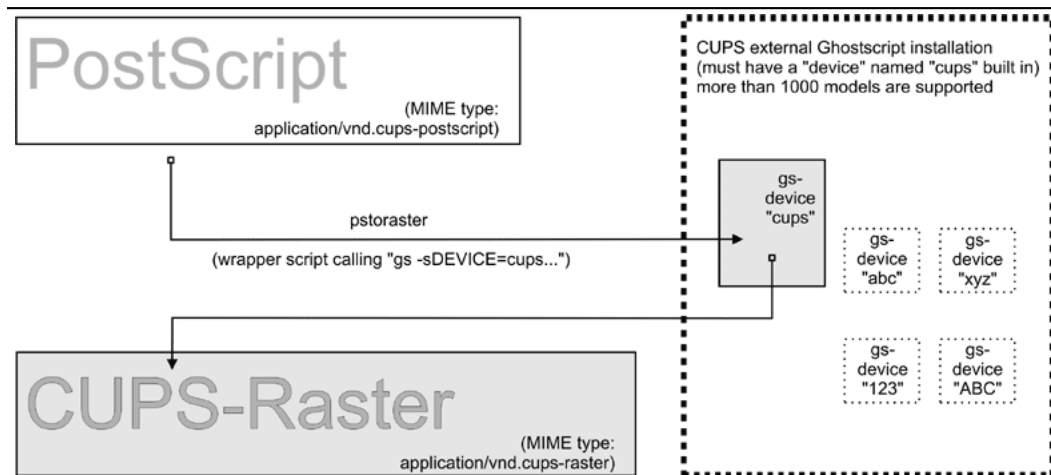 PostScript
(MIME type:
application/vnd.cups-postscript)
CUPS external Ghostscript installation
(must have a "device" named "cups" built in)
more than 1000 models are supported
gs-
device
"cups"
pstoraster
(wrapper script calling "gs -sDEVICE=cups...")
gs-
device
"abc"
gs-
device
"xyz"
gs-
device
"123"
gs-
device
"ABC"
CUPS-Raster
(MIME type:
application/vnd.cups-raster)